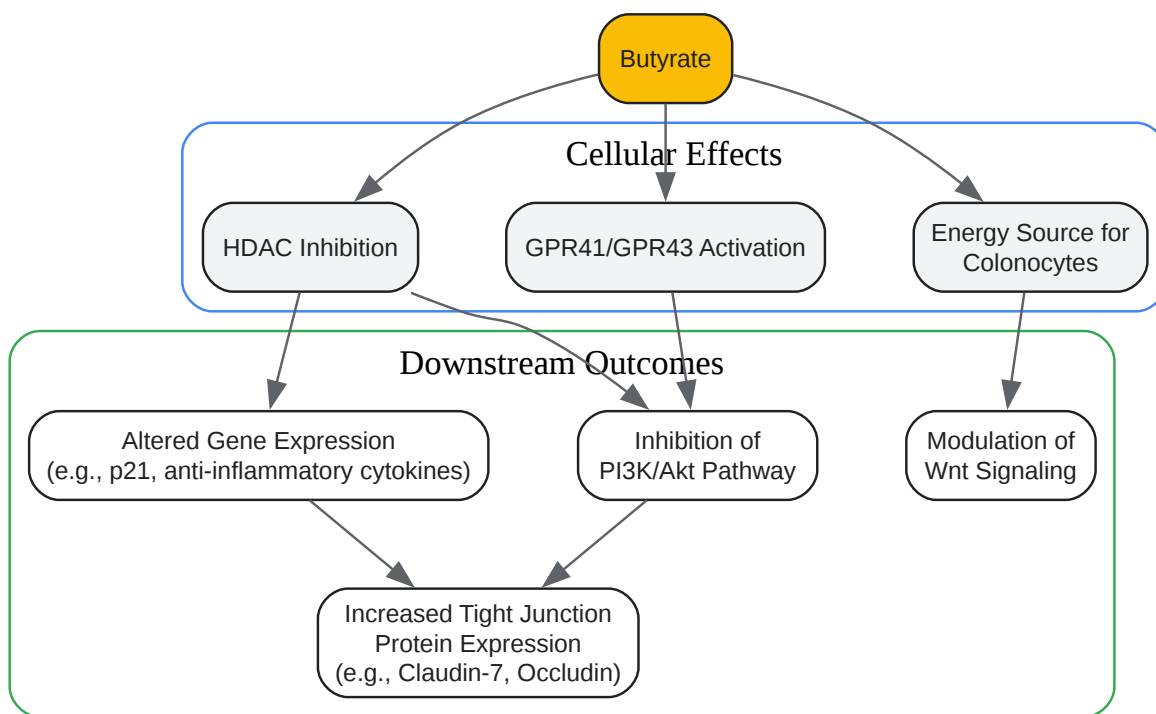 Butyrate
Cellular Effects
HDAC Inhibition
GPR41/GPR43 Activation
Energy Source for
Colonocytes
Downstream Outcomes
Altered Gene Expression
(e.g., p21, anti-inflammatory cytokines)
Inhibition of
PI3K/Akt Pathway
Modulation of
Wnt Signaling
Increased Tight Junction
Protein Expression
(e.g., Claudin-7, Occludin)